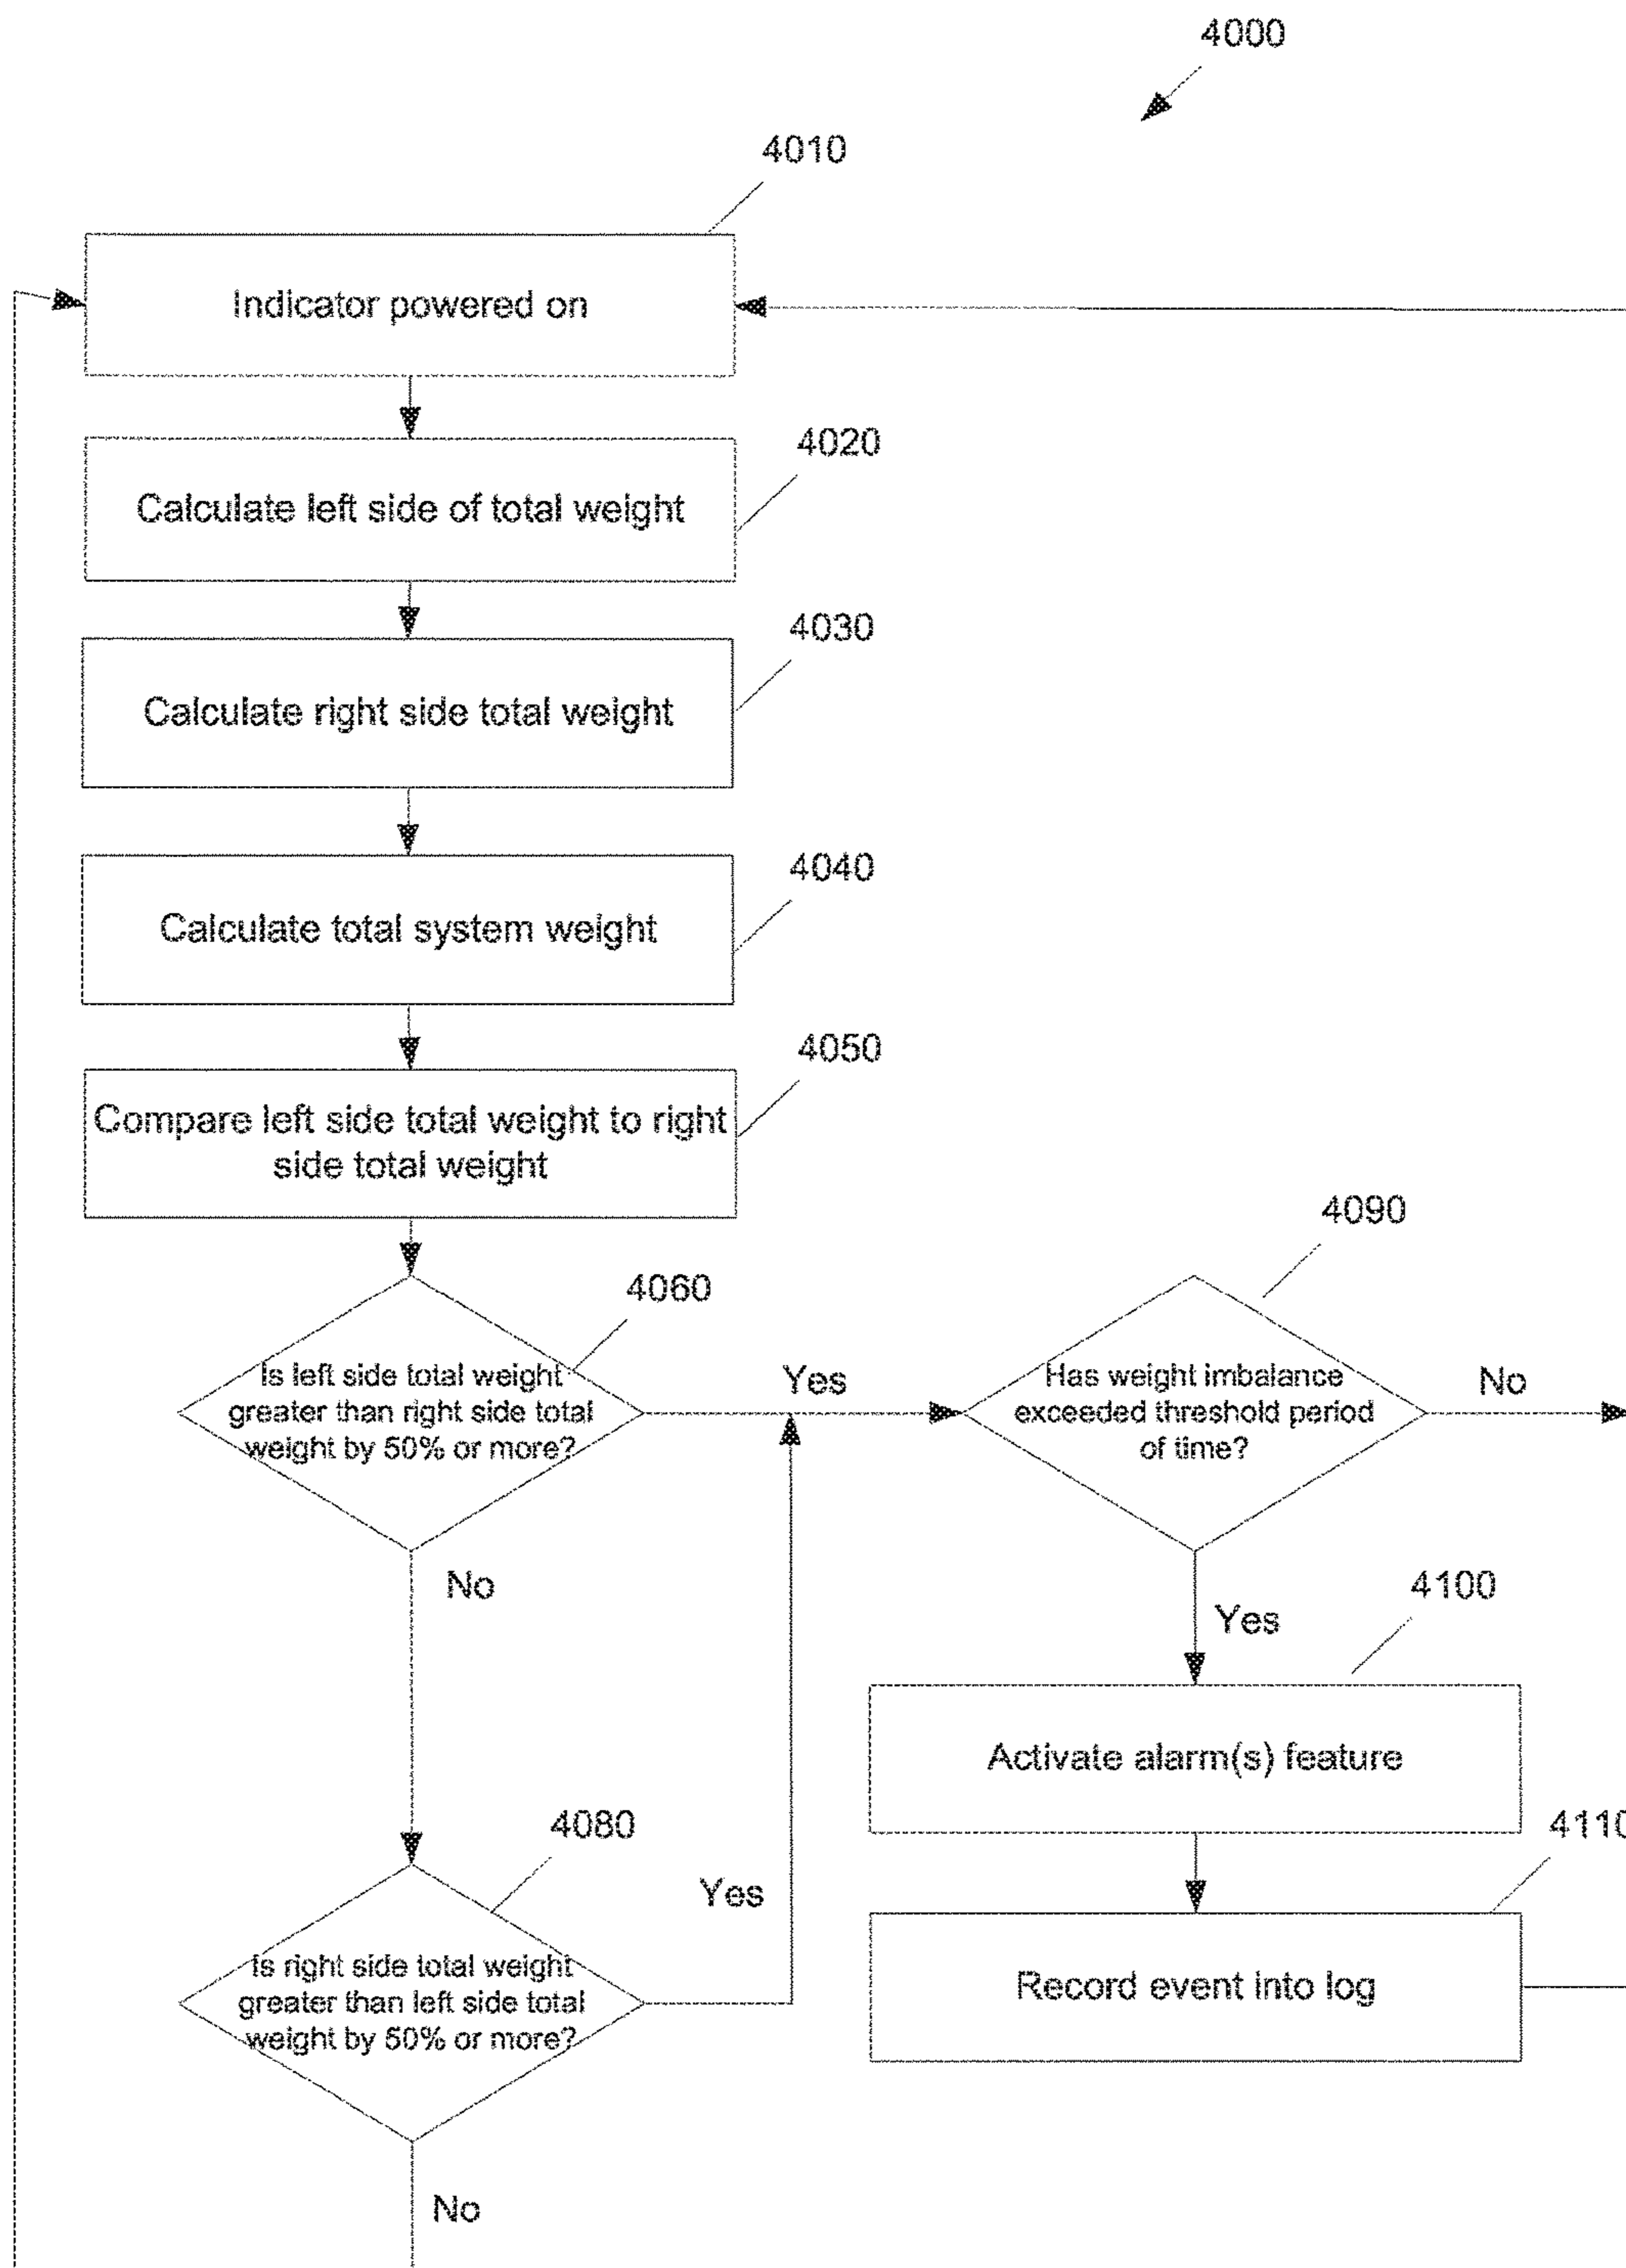 4000
4010
Indicator powered on
4020
Calculate left side of total weight
4030
Calculate right side total weight
4040
Calculate total system weight
4050
Compare left side total weight to right
side total weight
4060
Is left side total weight
greater than right side total
weight by 50% or more?
Yes
No
4090
Has weight imbalance
exceeded threshold period
of time?
No
Yes
4100
Activate alarm(s) feature
4080
Is right side total weight
greater than left side total
weight by 50% or more?
Yes
No
4110
Record event into log